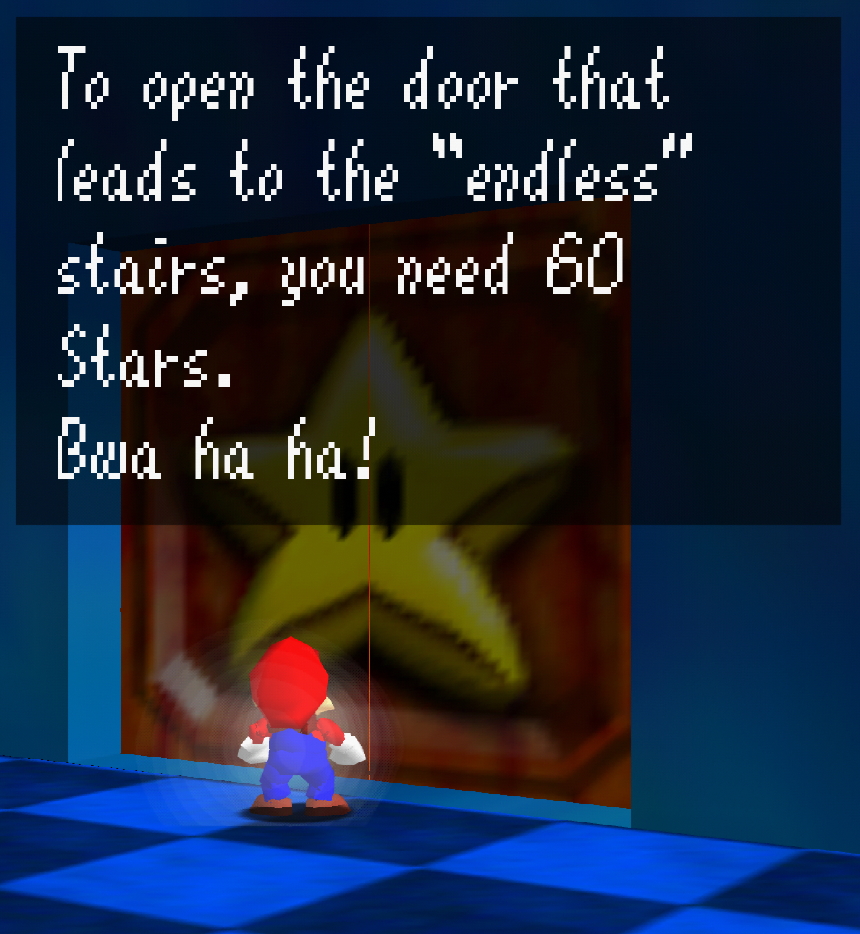 To open the door that
leads to the “endless”
stairs, you need 60
Stars.
Bwa ha ha!